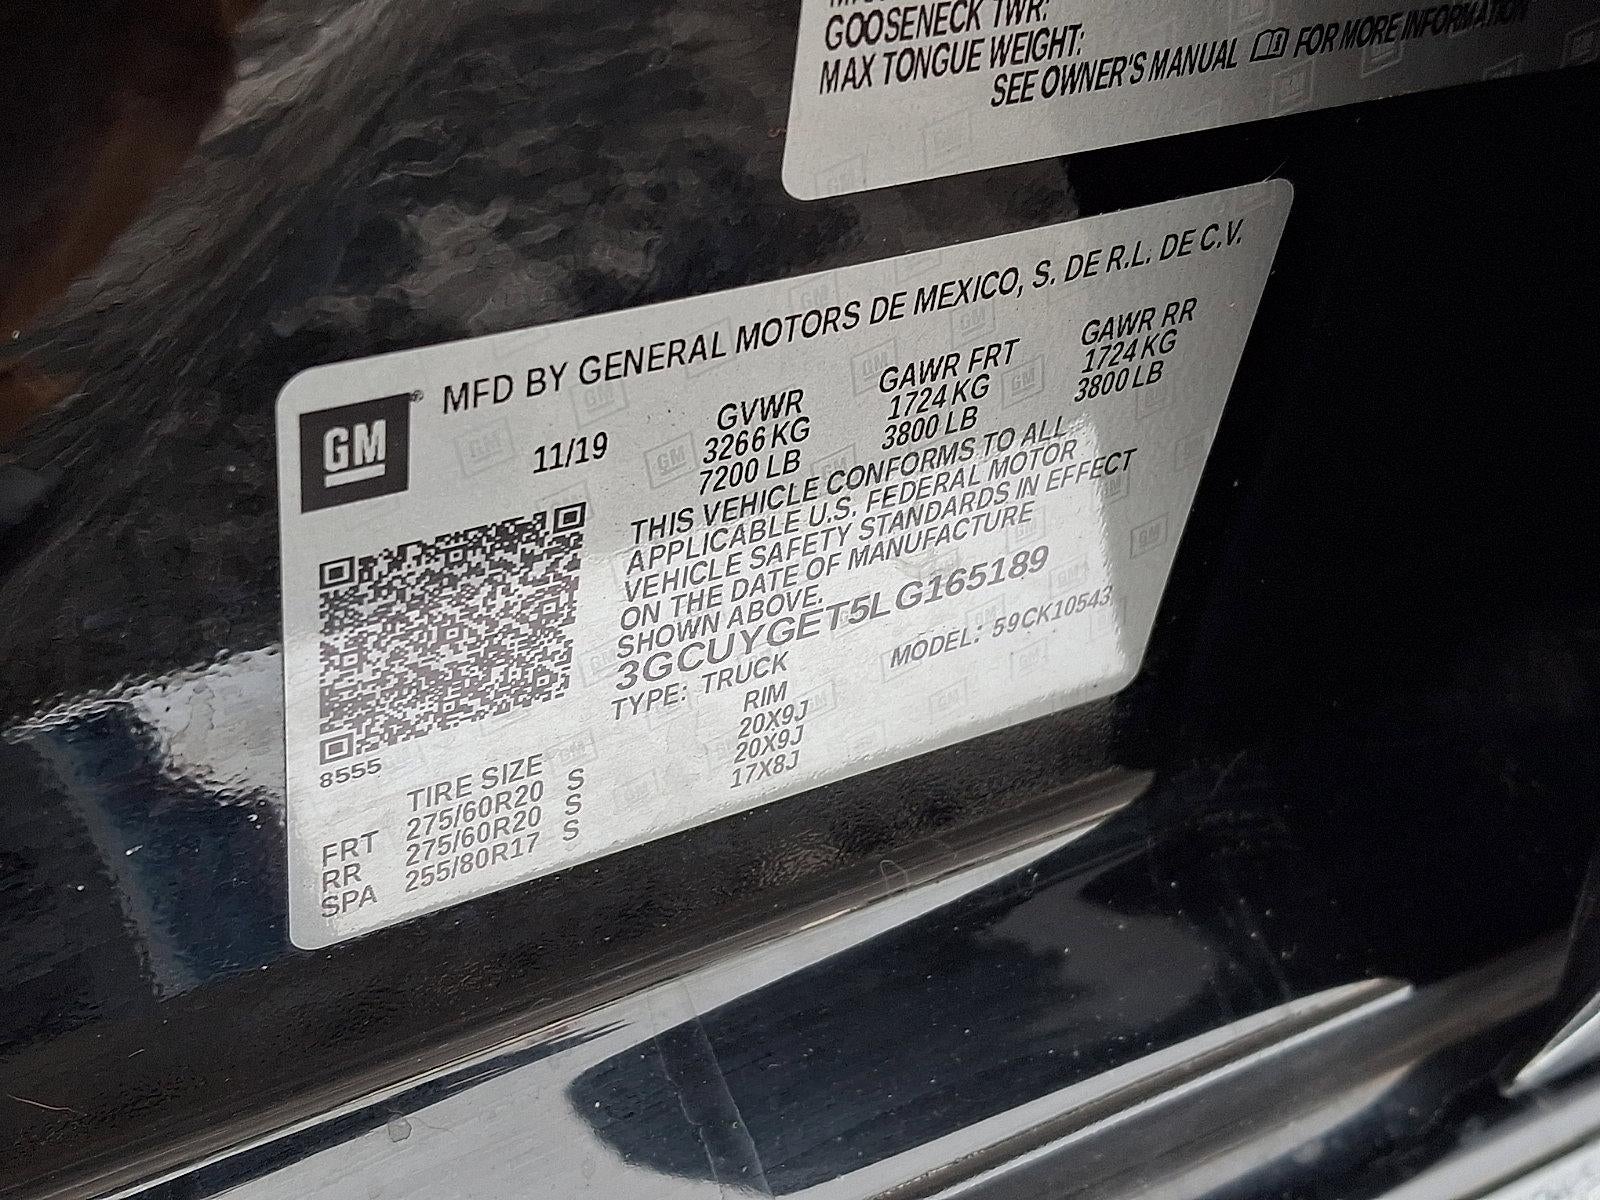 GOOSENECK TWR:
MAX TONGUE WEIGHT:
SEE OWNER'S MANUAL FOR MORE INFORMATION
GM® MFD BY GENERAL MOTORS DE MEXICO, S. DE R.L. DE C.V.
11/19
GVWR GAWR FRT GAWR RR
3266 KG 1724 KG 1724 KG
7200 LB 3800 LB 3800 LB
THIS VEHICLE CONFORMS TO ALL
APPLICABLE U.S. FEDERAL MOTOR
VEHICLE SAFETY STANDARDS IN EFFECT
ON THE DATE OF MANUFACTURE
SHOWN ABOVE.
3GCUYGET5LG165189
TYPE: TRUCK MODEL: 59CK10543
8555
TIRE SIZE RIM
FRT 275/60R20 S 20X9J
RR 275/60R20 S 20X9J
SPA 255/80R17 S 17X8J